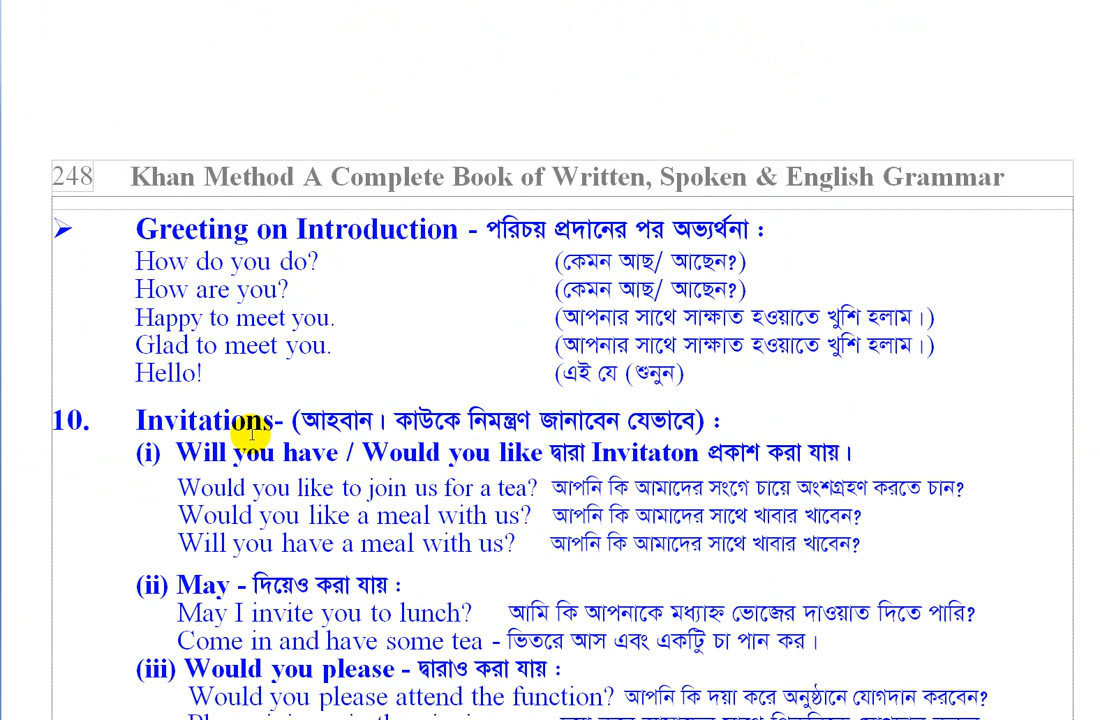 248 Khan Method A Complete Book of Written, Spoken & English Grammar
➢ Greeting on Introduction - পরিচয় প্রদানের পর অভ্যর্থনা :
How do you do? (কেমন আছ/ আছেন?)
How are you? (কেমন আছ/ আছেন?)
Happy to meet you. (আপনার সাথে সাক্ষাত হওয়াতে খুশি হলাম।)
Glad to meet you. (আপনার সাথে সাক্ষাত হওয়াতে খুশি হলাম।)
Hello! (এই যে (শুনুন)
10. Invitations- (আহবান। কাউকে নিমন্ত্রণ জানাবেন যেভাবে) :
(i) Will you have / Would you like দ্বারা Invitaton প্রকাশ করা যায়।
Would you like to join us for a tea? আপনি কি আমাদের সংগে চায়ে অংশগ্রহণ করতে চান?
Would you like a meal with us? আপনি কি আমাদের সাথে খাবার খাবেন?
Will you have a meal with us? আপনি কি আমাদের সাথে খাবার খাবেন?
(ii) May - দিয়েও করা যায় :
May I invite you to lunch? আমি কি আপনাকে মধ্যাহ্ন ভোজের দাওয়াত দিতে পারি?
Come in and have some tea - ভিতরে আস এবং একটু চা পান কর।
(iii) Would you please - দ্বারাও করা যায় :
Would you please attend the function? আপনি কি দয়া করে অনুষ্ঠানে যোগদান করবেন?